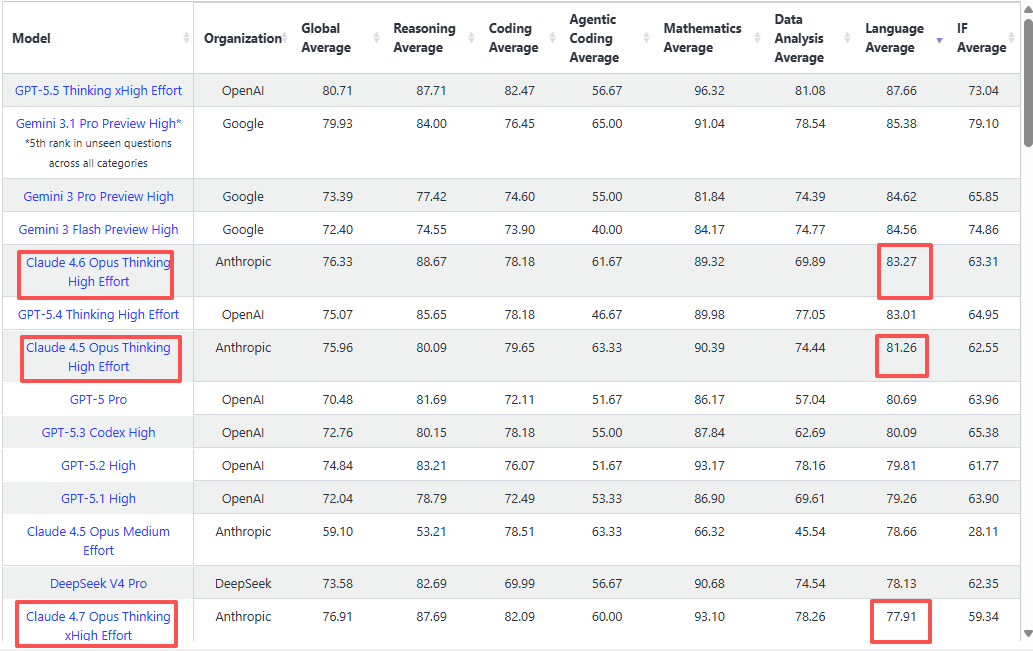 Model Organization Global Average Reasoning Average Coding Average Agentic Coding Average Mathematics Average Data Analysis Average Language Average IF Average
GPT-5.5 Thinking xHigh Effort OpenAI 80.71 87.71 82.47 56.67 96.32 81.08 87.66 73.04
Gemini 3.1 Pro Preview High* Google 79.93 84.00 76.45 65.00 91.04 78.54 85.38 79.10
*5th rank in unseen questions
across all categories
Gemini 3 Pro Preview High Google 73.39 77.42 74.60 55.00 81.84 74.39 84.62 65.85
Gemini 3 Flash Preview High Google 72.40 74.55 73.90 40.00 84.17 74.77 84.56 74.86
Claude 4.6 Opus Thinking Anthropic 76.33 88.67 78.18 61.67 89.32 69.89 83.27 63.31
High Effort
GPT-5.4 Thinking High Effort OpenAI 75.07 85.65 78.18 46.67 89.98 77.05 83.01 64.95
Claude 4.5 Opus Thinking Anthropic 75.96 80.09 79.65 63.33 90.39 74.44 81.26 62.55
High Effort
GPT-5 Pro OpenAI 70.48 81.69 72.11 51.67 86.17 57.04 80.69 63.96
GPT-5.3 Codex High OpenAI 72.76 80.15 78.18 55.00 87.84 62.69 80.09 65.38
GPT-5.2 High OpenAI 74.84 83.21 76.07 51.67 93.17 78.16 79.81 61.77
GPT-5.1 High OpenAI 72.04 78.79 72.49 53.33 86.90 69.61 79.26 63.90
Claude 4.5 Opus Medium Anthropic 59.10 53.21 78.51 63.33 66.32 45.54 78.66 28.11
Effort
DeepSeek V4 Pro DeepSeek 73.58 82.69 69.99 56.67 90.68 74.54 78.13 62.35
Claude 4.7 Opus Thinking Anthropic 76.91 87.69 82.09 60.00 93.10 78.26 77.91 59.34
xHigh Effort